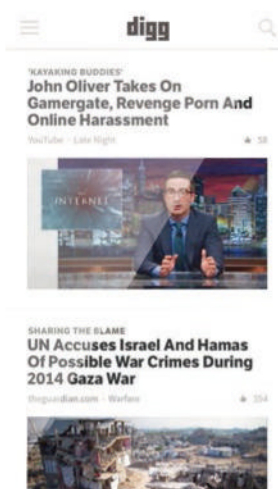 digg
'KAYAKING BUDDIES'
John Oliver Takes On
Gamergate, Revenge Porn And
Online Harassment
YouTube - Late Night
58
INTERNET
SHARING THE BLAME
UN Accuses Israel And Hamas
Of Possible War Crimes During
2014 Gaza War
theguardian.com - Warfare
354